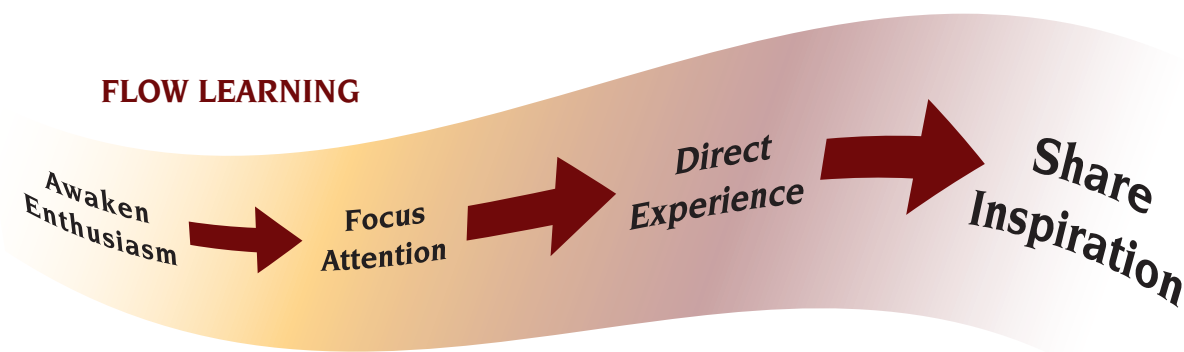 FLOW LEARNING
Awaken
Enthusiasm
Focus
Attention
Direct
Experience
Share
Inspiration